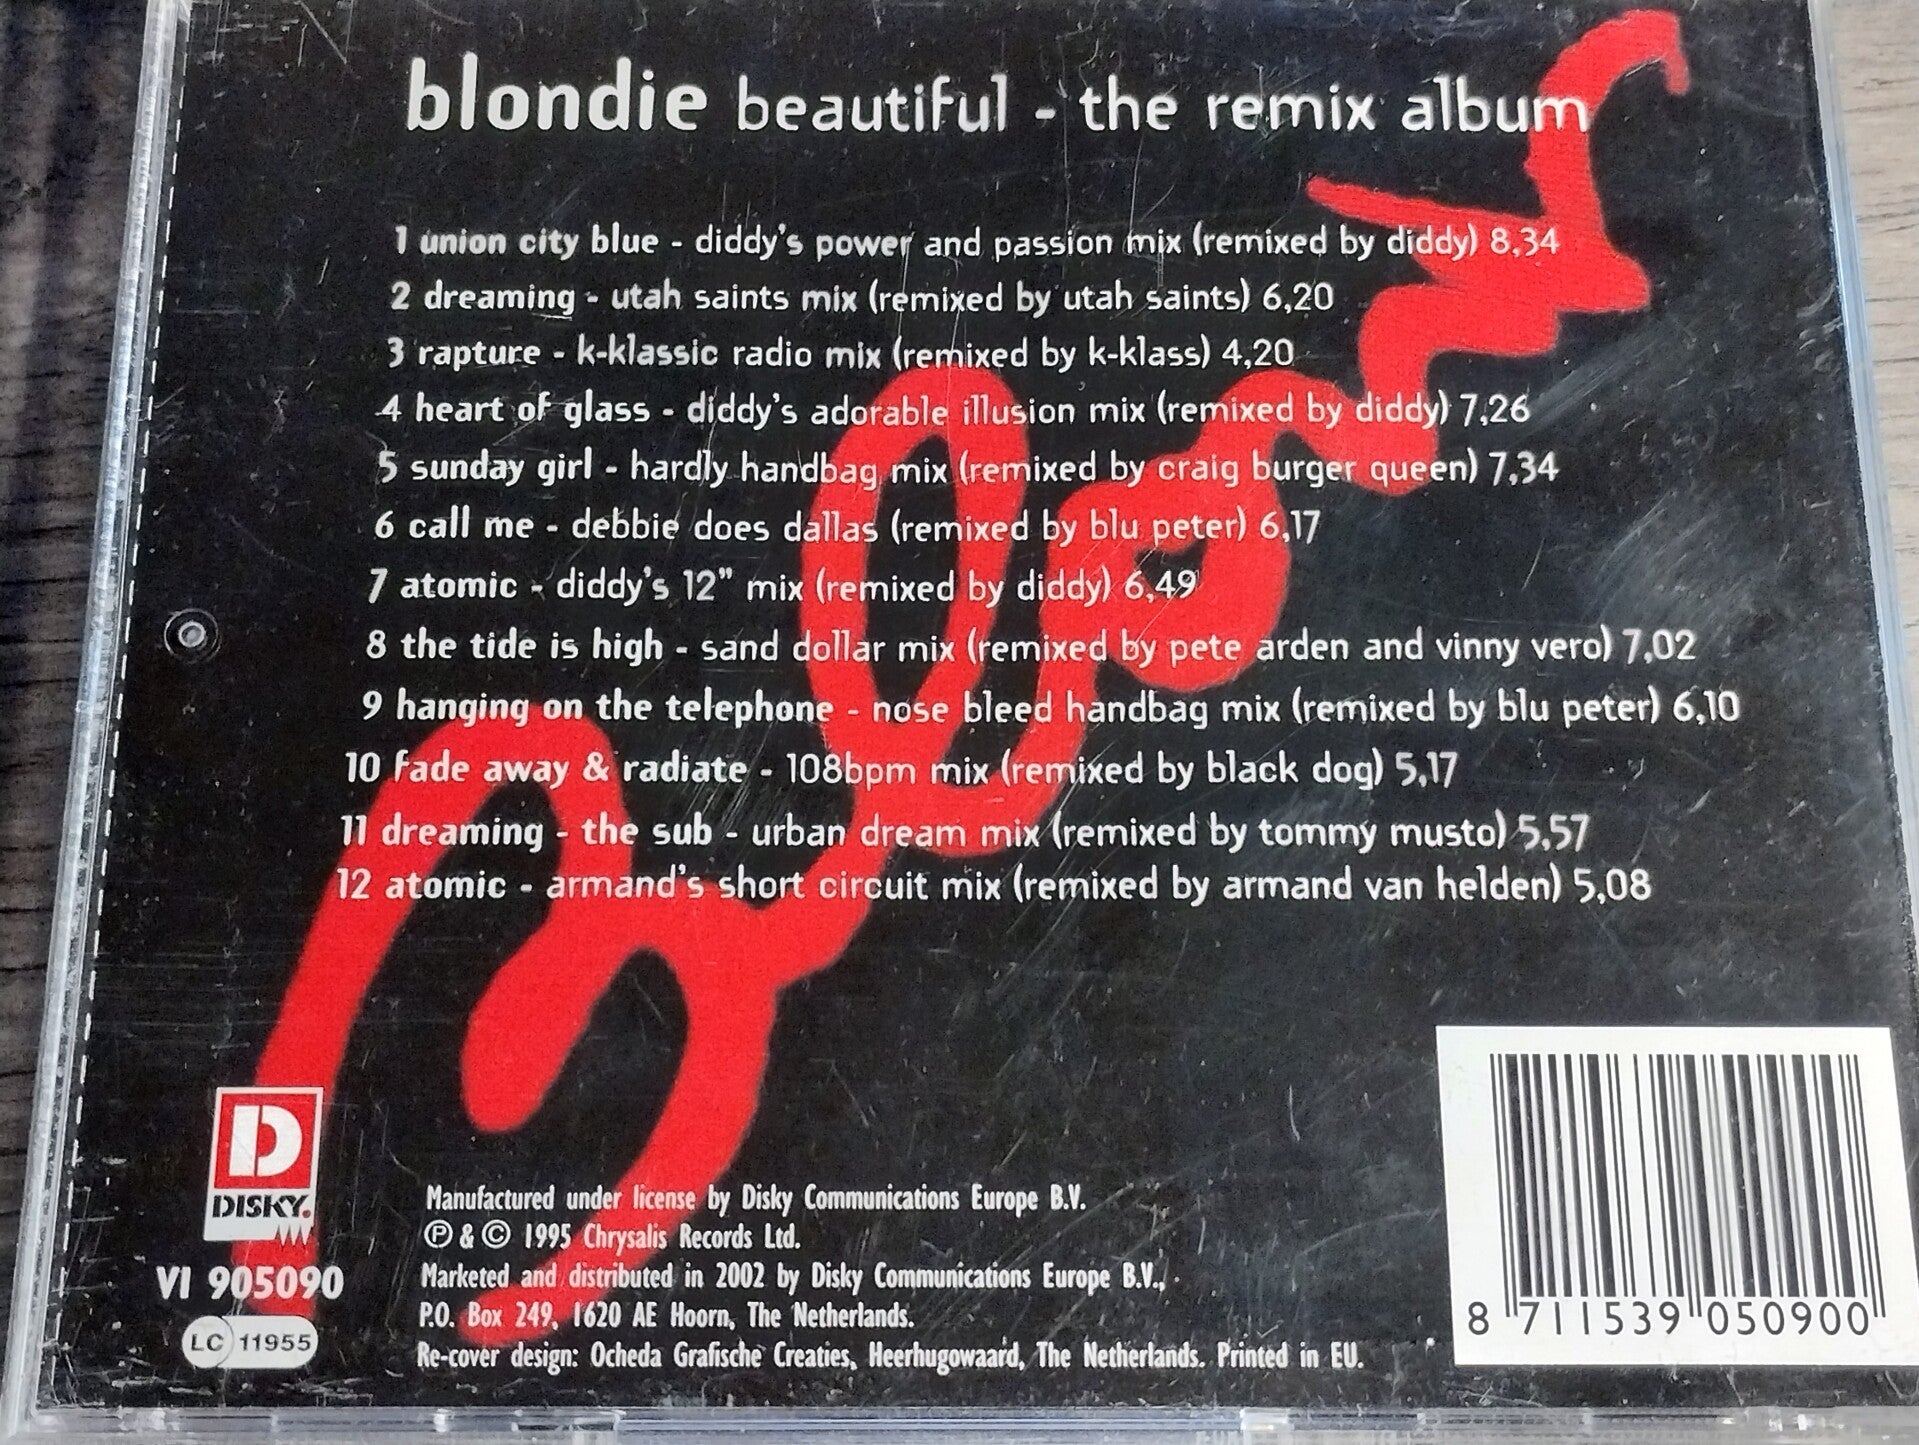 blondie beautiful - the remix album
1 union city blue - diddy's power and passion mix (remixed by diddy) 8,34
2 dreaming - utah saints mix (remixed by utah saints) 6,20
3 rapture - k-klassic radio mix (remixed by k-klass) 4,20
4 heart of glass - diddy's adorable illusion mix (remixed by diddy) 7,26
5 sunday girl - hardly handbag mix (remixed by craig burger queen) 7,34
6 call me - debbie does dallas (remixed by blu peter) 6,17
7 atomic - diddy's 12" mix (remixed by diddy) 6,49
8 the tide is high - sand dollar mix (remixed by pete arden and vinny vero) 7,02
9 hanging on the telephone - nose bleed handbag mix (remixed by blu peter) 6,10
10 fade away & radiate - 108bpm mix (remixed by black dog) 5,17
11 dreaming - the sub - urban dream mix (remixed by tommy musto) 5,57
12 atomic - armand's short circuit mix (remixed by armand van helden) 5,08
Blondie
D
DISKY.
VI 905090
LC 11955
Manufactured under license by Disky Communications Europe B.V.
℗ & © 1995 Chrysalis Records Ltd.
Marketed and distributed in 2002 by Disky Communications Europe B.V.,
P.O. Box 249, 1620 AE Hoorn, The Netherlands.
Re-cover design: Ocheda Grafische Creaties, Heerhugowaard, The Netherlands. Printed in EU.
8 711539 050900